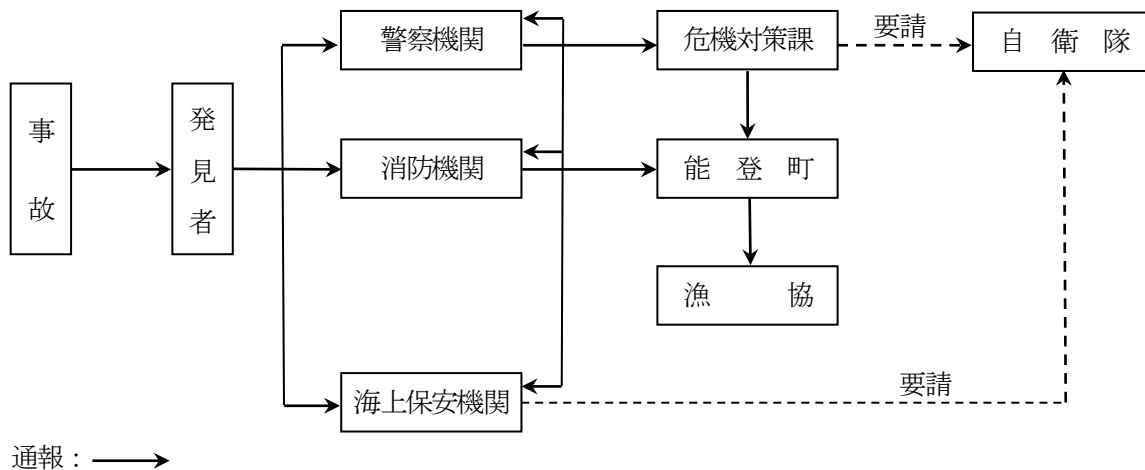 事故
発見者
警察機関
消防機関
海上保安機関
危機対策課
能登町
漁協
要請
自衛隊
要請
通報：